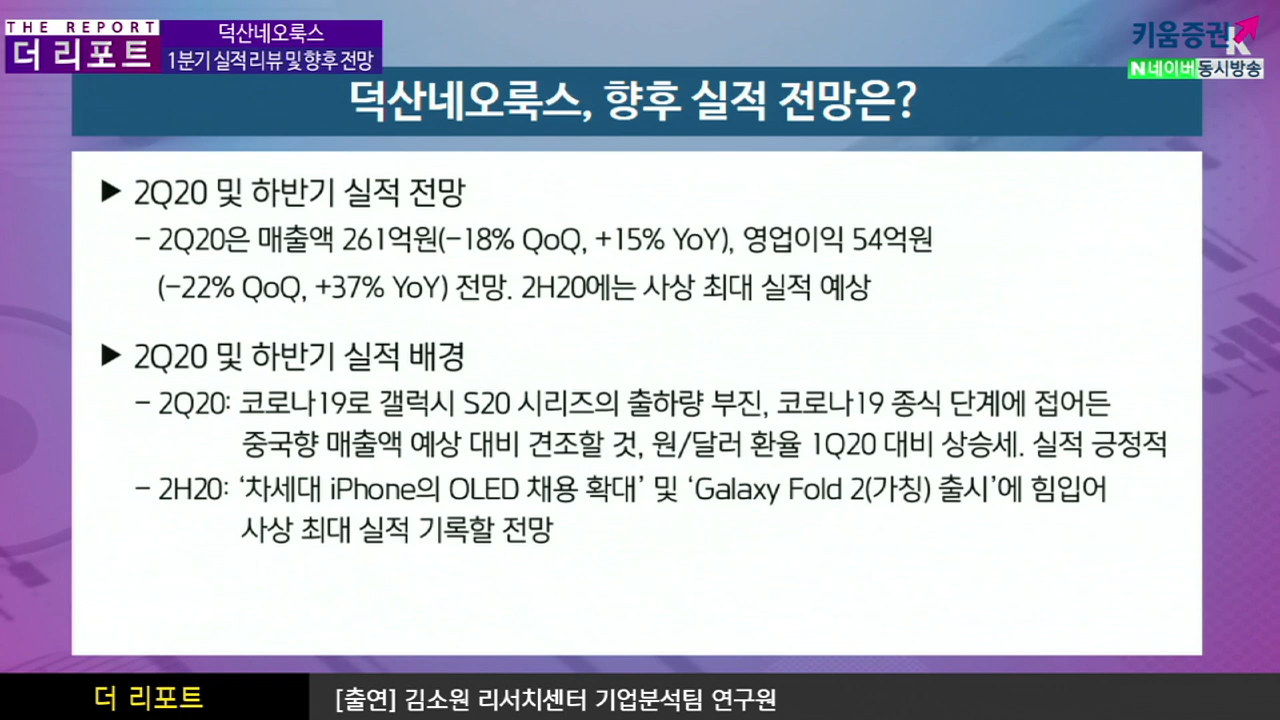 THE REPORT
더 리포트
덕산네오룩스
1분기 실적 리뷰 및 향후 전망
키움증권
N 네이버 동시방송
덕산네오룩스, 향후 실적 전망은?
▶ 2Q20 및 하반기 실적 전망
- 2Q20은 매출액 261억원(-18% QoQ, +15% YoY), 영업이익 54억원
(-22% QoQ, +37% YoY) 전망. 2H20에는 사상 최대 실적 예상
▶ 2Q20 및 하반기 실적 배경
- 2Q20: 코로나19로 갤럭시 S20 시리즈의 출하량 부진, 코로나19 종식 단계에 접어든
중국향 매출액 예상 대비 견조할 것, 원/달러 환율 1Q20 대비 상승세. 실적 긍정적
- 2H20: ‘차세대 iPhone의 OLED 채용 확대’ 및 ‘Galaxy Fold 2(가칭) 출시’에 힘입어
사상 최대 실적 기록할 전망
더 리포트
[출연] 김소원 리서치센터 기업분석팀 연구원